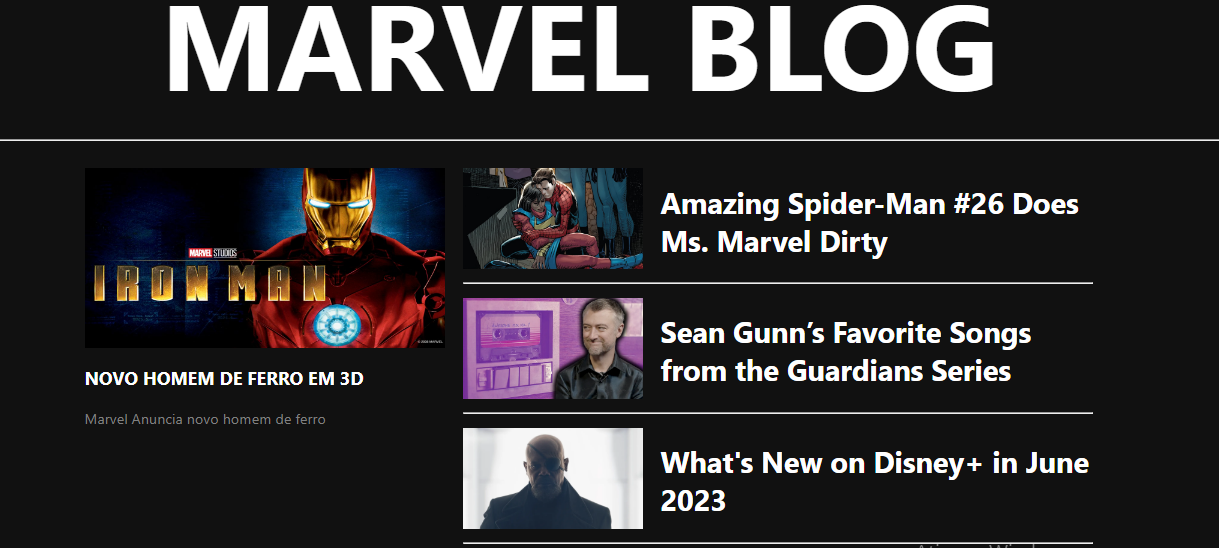 MARVEL BLOG
MARVEL STUDIOS
IRON MAN
NOVO HOMEM DE FERRO EM 3D
Marvel Anuncia novo homem de ferro
Amazing Spider-Man #26 Does
Ms. Marvel Dirty
Sean Gunn’s Favorite Songs
from the Guardians Series
What's New on Disney+ in June
2023